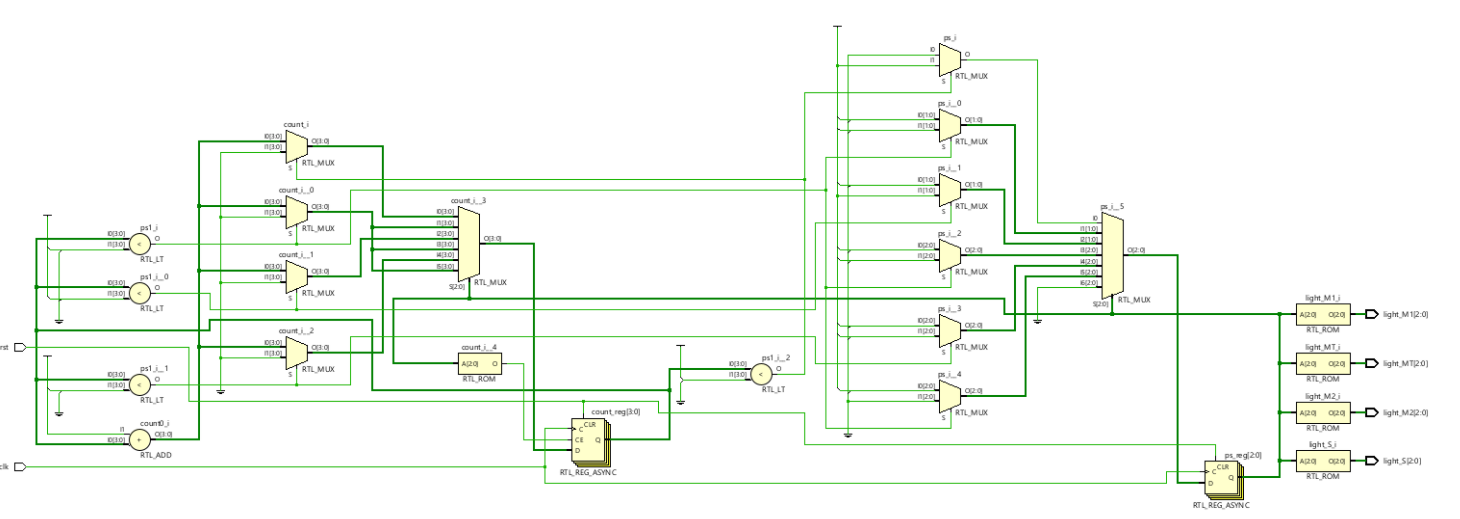 ps_i
I0
I1
O
S
RTL_MUX
ps_i__0
I0[1:0]
I1[1:0]
O[1:0]
S
RTL_MUX
count_i
I0[3:0]
I1[3:0]
O[3:0]
S
RTL_MUX
ps_i__1
I0[1:0]
I1[1:0]
O[1:0]
S
RTL_MUX
count_i__0
I0[3:0]
I1[3:0]
O[3:0]
S
RTL_MUX
count_i__3
I0[3:0]
I1[3:0]
I2[3:0]
I3[3:0]
I4[3:0]
I5[3:0]
O[3:0]
S[2:0]
RTL_MUX
ps_i__5
I0
I1[1:0]
I2[1:0]
I3[2:0]
I4[2:0]
I5[2:0]
I6[2:0]
O[2:0]
S[2:0]
RTL_MUX
ps1_i
I0[3:0]
I1[3:0]
<
O
RTL_LT
ps_i__2
I0[2:0]
I1[2:0]
O[2:0]
S
RTL_MUX
count_i__1
I0[3:0]
I1[3:0]
O[3:0]
S
RTL_MUX
ps1_i__0
I0[3:0]
I1[3:0]
<
O
RTL_LT
ps_i__3
I0[2:0]
I1[2:0]
O[2:0]
S
RTL_MUX
light_M1_i
A[2:0]
O[2:0]
RTL_ROM
light_M1[2:0]
count_i__2
I0[3:0]
I1[3:0]
O[3:0]
S
RTL_MUX
rst
count_i__4
A[2:0]
O
RTL_ROM
ps1_i__2
I0[3:0]
I1[3:0]
<
O
RTL_LT
light_MT_i
A[2:0]
O[2:0]
RTL_ROM
light_MT[2:0]
ps1_i__1
I0[3:0]
I1[3:0]
<
O
RTL_LT
ps_i__4
I0[2:0]
I1[2:0]
O[2:0]
S
RTL_MUX
light_M2_i
A[2:0]
O[2:0]
RTL_ROM
light_M2[2:0]
count0_i
I1
I0[3:0]
+
O[3:0]
RTL_ADD
count_reg[3:0]
CLR
C
CE
D
Q
RTL_REG_ASYNC
light_S_i
A[2:0]
O[2:0]
RTL_ROM
light_S[2:0]
clk
ps_reg[2:0]
CLR
C
D
Q
RTL_REG_ASYNC